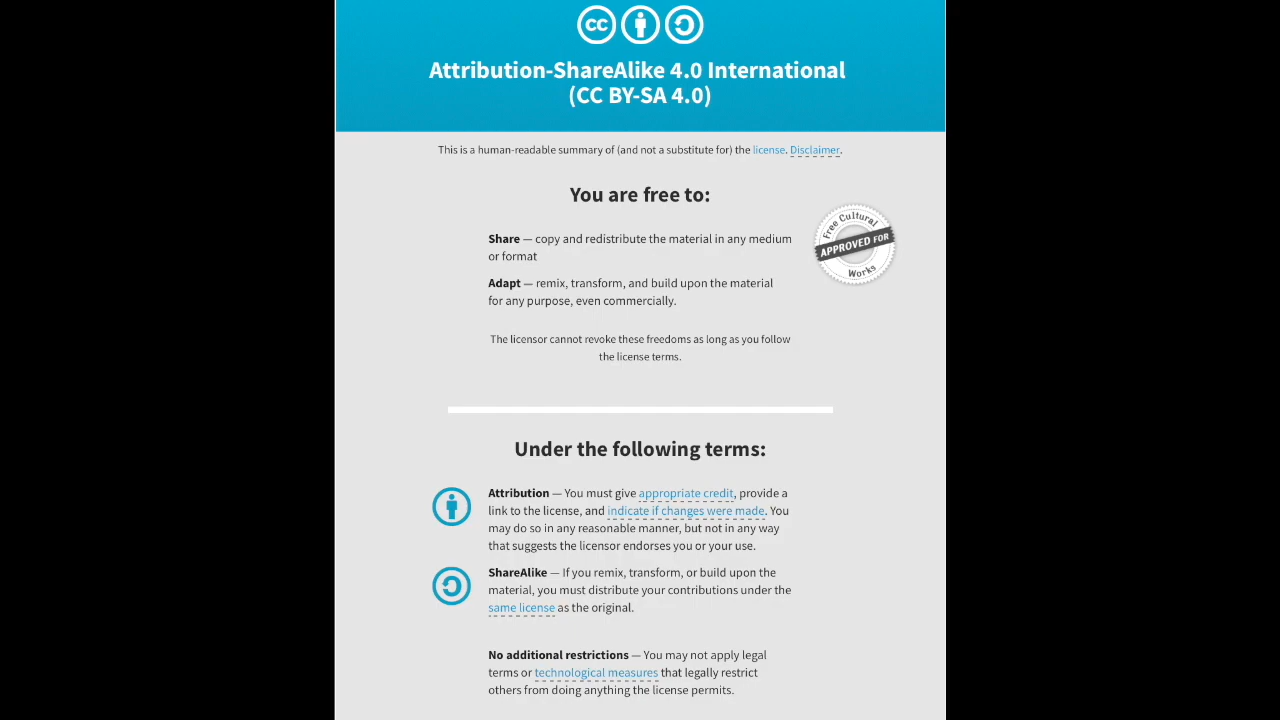 Attribution-ShareAlike 4.0 International
(CC BY-SA 4.0)
This is a human-readable summary of (and not a substitute for) the license. Disclaimer.
You are free to:
Share — copy and redistribute the material in any medium
or format
Adapt — remix, transform, and build upon the material
for any purpose, even commercially.
Free Cultural
APPROVED FOR
Works
The licensor cannot revoke these freedoms as long as you follow
the license terms.
Under the following terms:
Attribution — You must give appropriate credit, provide a
link to the license, and indicate if changes were made. You
may do so in any reasonable manner, but not in any way
that suggests the licensor endorses you or your use.
ShareAlike — If you remix, transform, or build upon the
material, you must distribute your contributions under the
same license as the original.
No additional restrictions — You may not apply legal
terms or technological measures that legally restrict
others from doing anything the license permits.